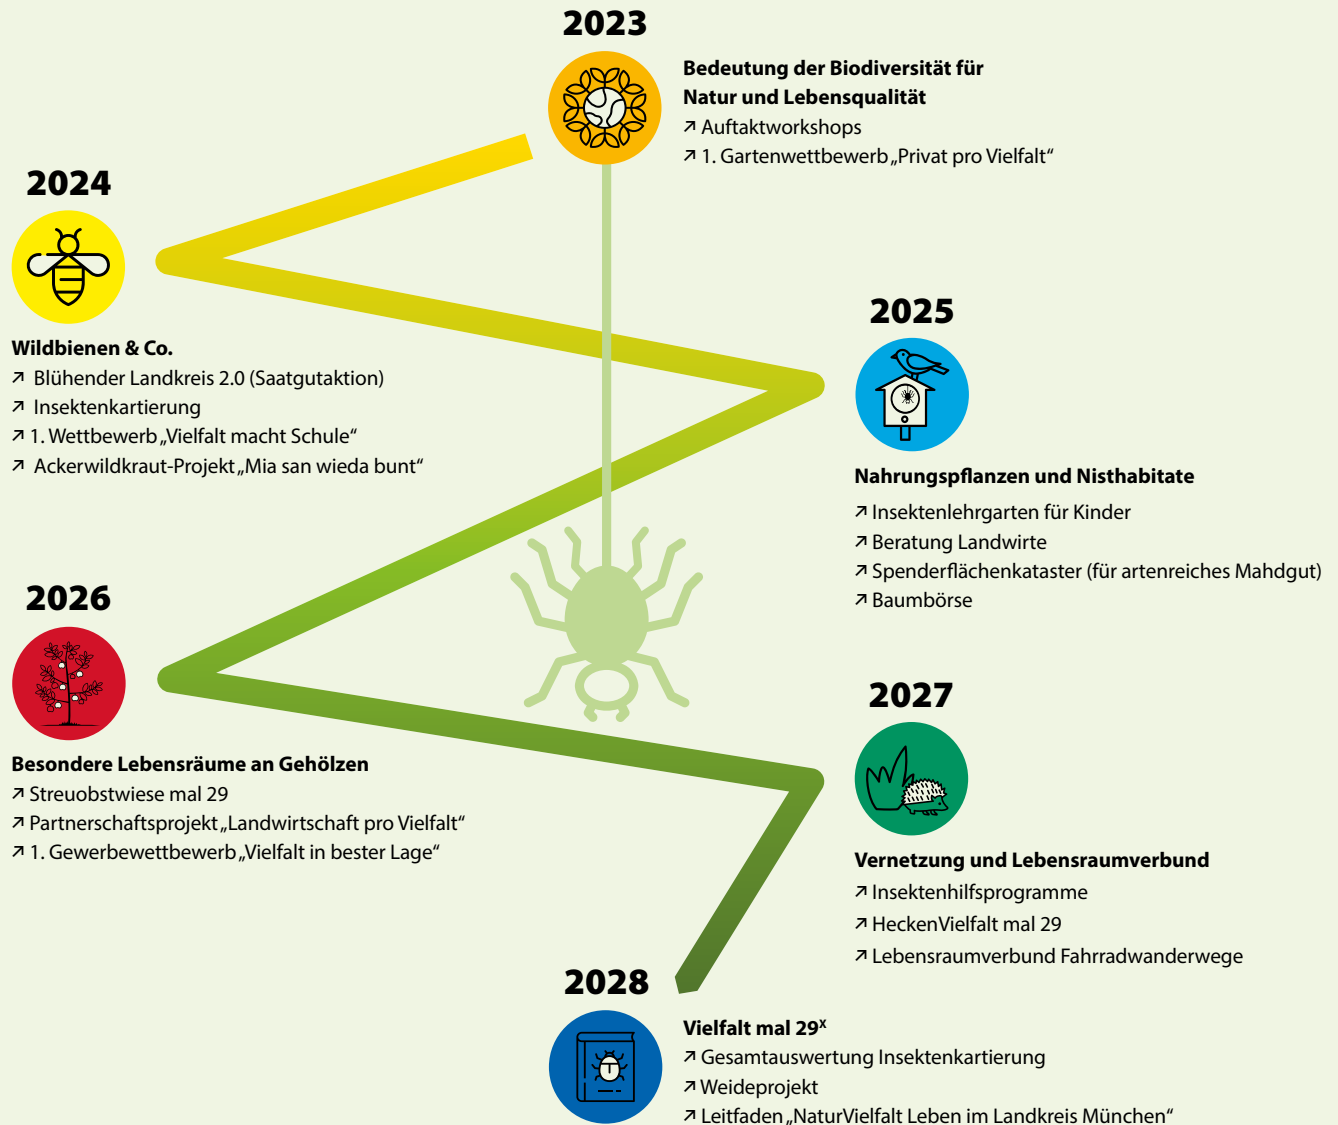 2023
Bedeutung der Biodiversität für
Natur und Lebensqualität
↗ Auftaktworkshops
↗ 1. Gartenwettbewerb „Privat pro Vielfalt“
2024
Wildbienen & Co.
↗ Blühender Landkreis 2.0 (Saatgutaktion)
↗ Insektenkartierung
↗ 1. Wettbewerb „Vielfalt macht Schule“
↗ Ackerwildkraut-Projekt „Mia san wieda bunt“
2025
Nahrungspflanzen und Nisthabitate
↗ Insektenlehrgarten für Kinder
↗ Beratung Landwirte
↗ Spenderflächenkataster (für artenreiches Mahdgut)
↗ Baumbörse
2026
Besondere Lebensräume an Gehölzen
↗ Streuobstwiese mal 29
↗ Partnerschaftsprojekt „Landwirtschaft pro Vielfalt“
↗ 1. Gewerbewettbewerb „Vielfalt in bester Lage“
2027
Vernetzung und Lebensraumverbund
↗ Insektenhilfsprogramme
↗ HeckenVielfalt mal 29
↗ Lebensraumverbund Fahrradwanderwege
2028
Vielfalt mal 29ˣ
↗ Gesamtauswertung Insektenkartierung
↗ Weideprojekt
↗ Leitfaden „NaturVielfalt Leben im Landkreis München“